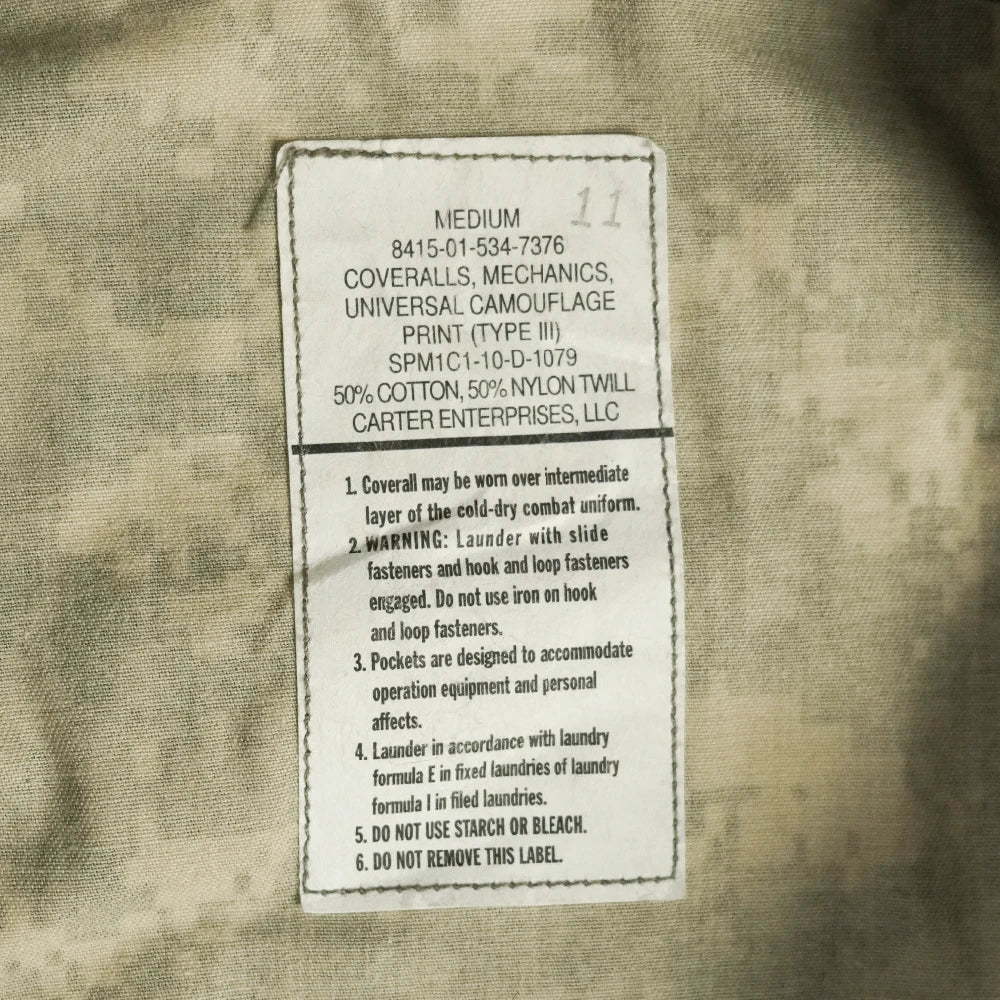 11
MEDIUM
8415-01-534-7376
COVERALLS, MECHANICS,
UNIVERSAL CAMOUFLAGE
PRINT (TYPE III)
SPM1C1-10-D-1079
50% COTTON, 50% NYLON TWILL
CARTER ENTERPRISES, LLC
1. Coverall may be worn over intermediate
layer of the cold-dry combat uniform.
2. WARNING: Launder with slide
fasteners and hook and loop fasteners
engaged. Do not use iron on hook
and loop fasteners.
3. Pockets are designed to accommodate
operation equipment and personal
affects.
4. Launder in accordance with laundry
formula E in fixed laundries of laundry
formula I in filed laundries.
5. DO NOT USE STARCH OR BLEACH.
6. DO NOT REMOVE THIS LABEL.